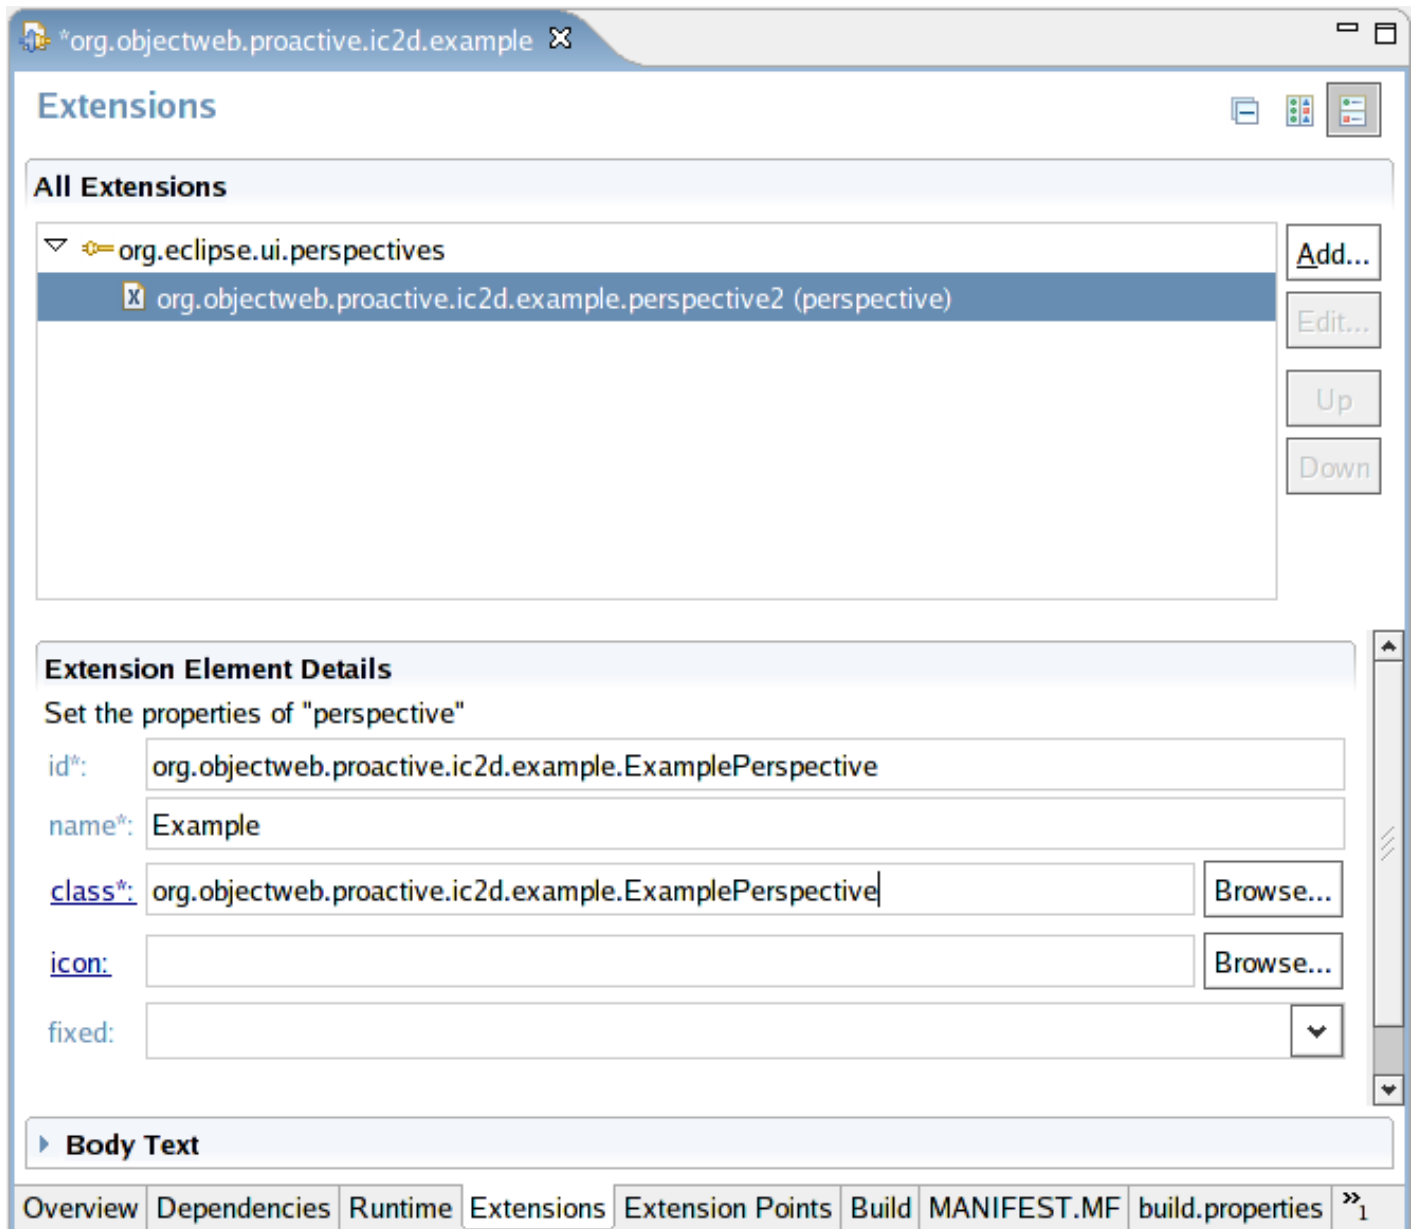 *org.objectweb.proactive.ic2d.example
Extensions
All Extensions
org.eclipse.ui.perspectives
Add...
org.objectweb.proactive.ic2d.example.perspective2 (perspective)
Edit...
Up
Down
Extension Element Details
Set the properties of "perspective"
id*: org.objectweb.proactive.ic2d.example.ExamplePerspective
name*: Example
class*: org.objectweb.proactive.ic2d.example.ExamplePerspective Browse...
icon: Browse...
fixed:
Body Text
Overview Dependencies Runtime Extensions Extension Points Build MANIFEST.MF build.properties »1